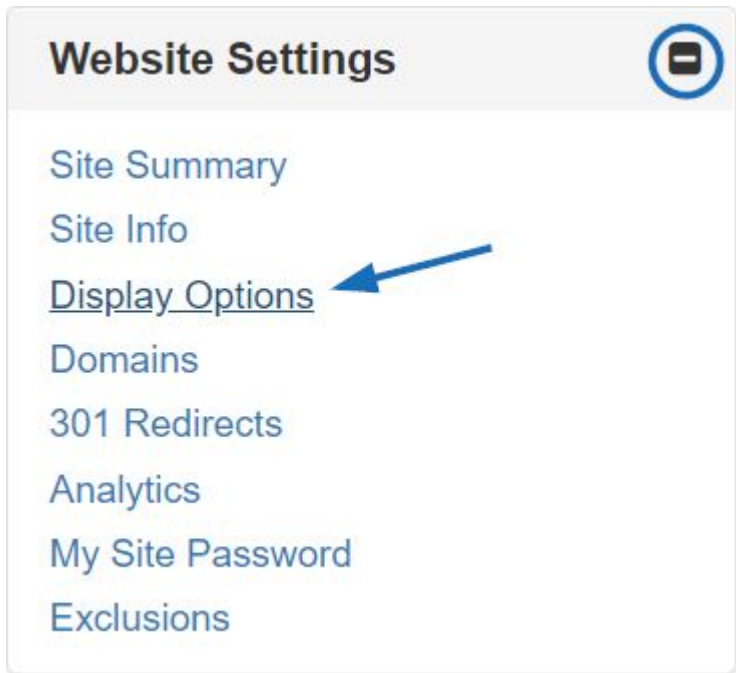 Website Settings
Site Summary
Site Info
Display Options
Domains
301 Redirects
Analytics
My Site Password
Exclusions